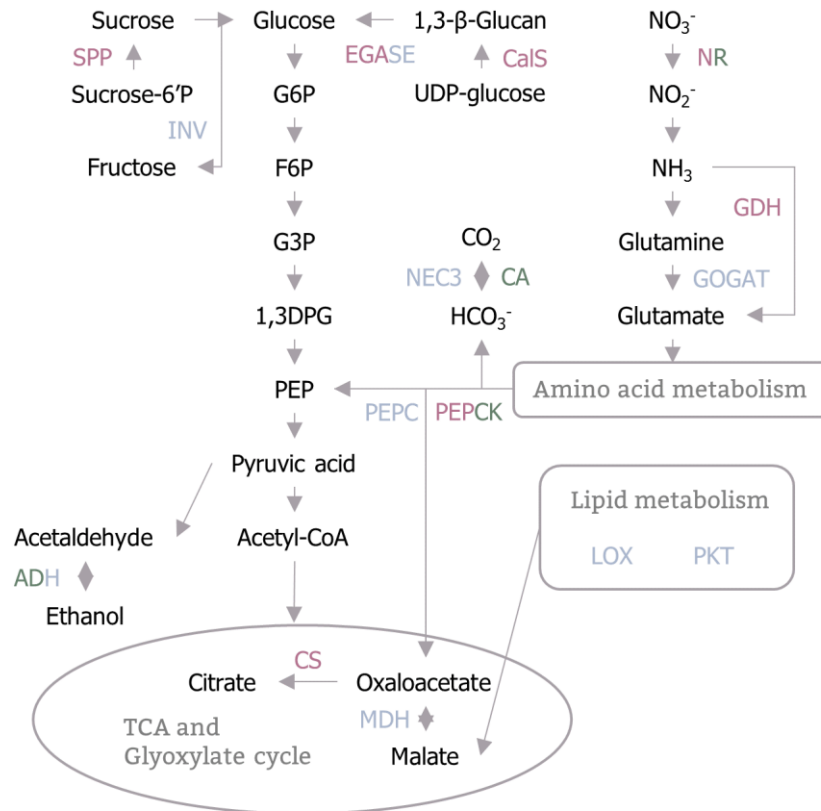 Sucrose Glucose 1,3-β-Glucan NO₃⁻
SPP EGASE CalS NR
Sucrose-6'P G6P UDP-glucose NO₂⁻
INV
Fructose F6P NH₃
GDH
G3P CO₂ Glutamine
NEC3 CA GOGAT
1,3DPG HCO₃⁻ Glutamate
PEP Amino acid metabolism
PEPC PEPCK
Pyruvic acid
Lipid metabolism
Acetaldehyde Acetyl-CoA LOX PKT
ADH
Ethanol
CS
Citrate Oxaloacetate
MDH
TCA and
Glyoxylate cycle
Malate